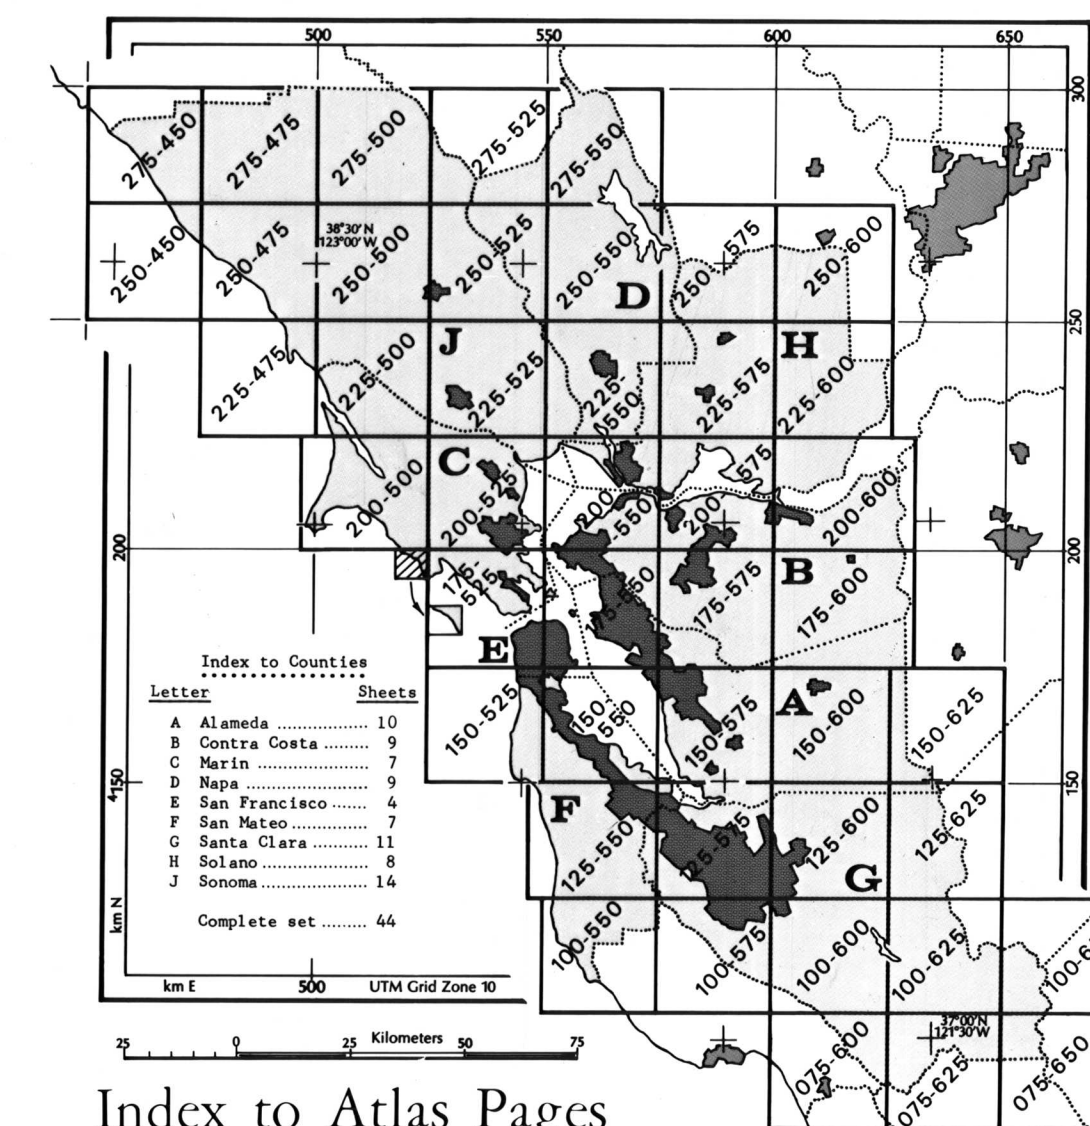 500 550 600 650
300
275-450 275-475 275-500 275-525 275-550
38°30'N
123°00'W
250-450 250-475 250-500 250-525 250-550 250-575 250-600
D
250
J H
225-475 225-500 225-525 225-
550 225-575 225-600
C
200-500 200-525 200
-550 200-
575 200-600
200
175-
525 175-550 175-575 B 175-600
E
150-525 150-
550 150-575 A 150-600 150-625
Index to Counties
Letter Sheets
A Alameda .............. 10
B Contra Costa ........ 9
C Marin ................. 7
D Napa .................. 9
E San Francisco ...... 4
F San Mateo ............ 7
G Santa Clara .......... 11
H Solano ................ 8
J Sonoma ............... 14
Complete set ........ 44
4150
150
F
125-550 125-575 125-600 125-625
G
km N
100-550 100-575 100-600 100-625 100-6
km E 500 UTM Grid Zone 10
37°00'N
121°30'W
075-600 075-625 075-650
Kilometers
25 0 25 50 75
Index to Atlas Pages